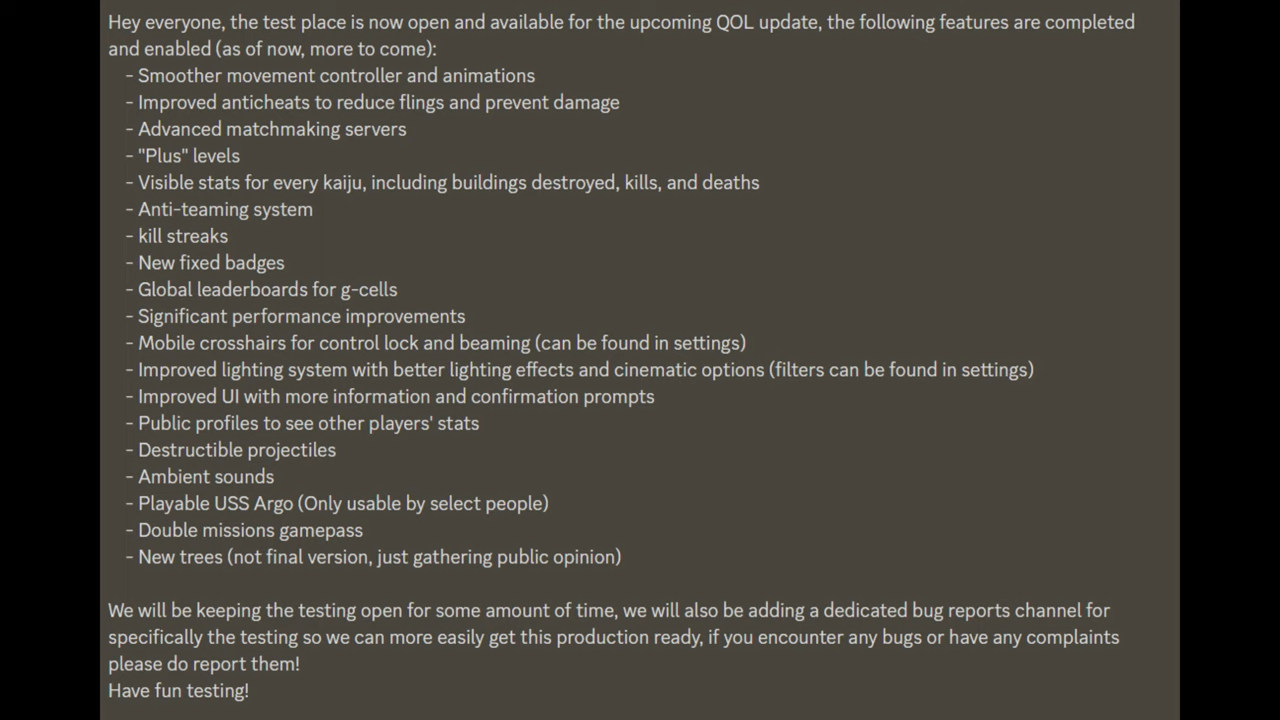 Hey everyone, the test place is now open and available for the upcoming QOL update, the following features are completed
and enabled (as of now, more to come):
- Smoother movement controller and animations
- Improved anticheats to reduce flings and prevent damage
- Advanced matchmaking servers
- "Plus" levels
- Visible stats for every kaiju, including buildings destroyed, kills, and deaths
- Anti-teaming system
- kill streaks
- New fixed badges
- Global leaderboards for g-cells
- Significant performance improvements
- Mobile crosshairs for control lock and beaming (can be found in settings)
- Improved lighting system with better lighting effects and cinematic options (filters can be found in settings)
- Improved UI with more information and confirmation prompts
- Public profiles to see other players' stats
- Destructible projectiles
- Ambient sounds
- Playable USS Argo (Only usable by select people)
- Double missions gamepass
- New trees (not final version, just gathering public opinion)
We will be keeping the testing open for some amount of time, we will also be adding a dedicated bug reports channel for
specifically the testing so we can more easily get this production ready, if you encounter any bugs or have any complaints
please do report them!
Have fun testing!